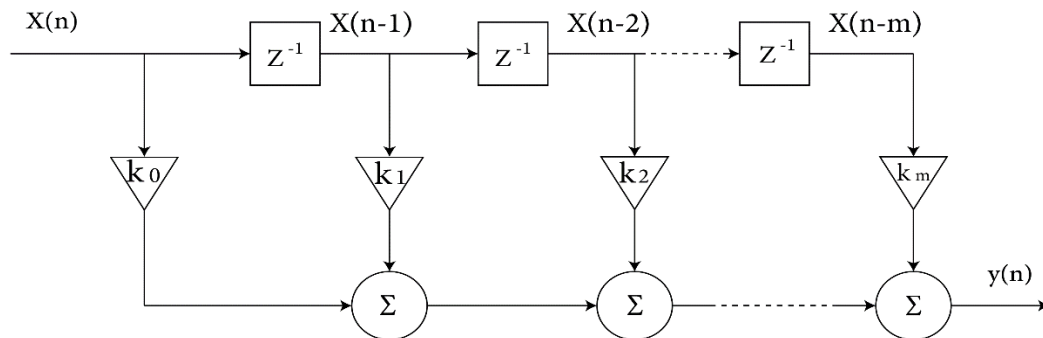 X(n)
X(n-1)
X(n-2)
X(n-m)
Z⁻¹
Z⁻¹
Z⁻¹
k₀
k₁
k₂
kₘ
Σ
Σ
Σ
y(n)